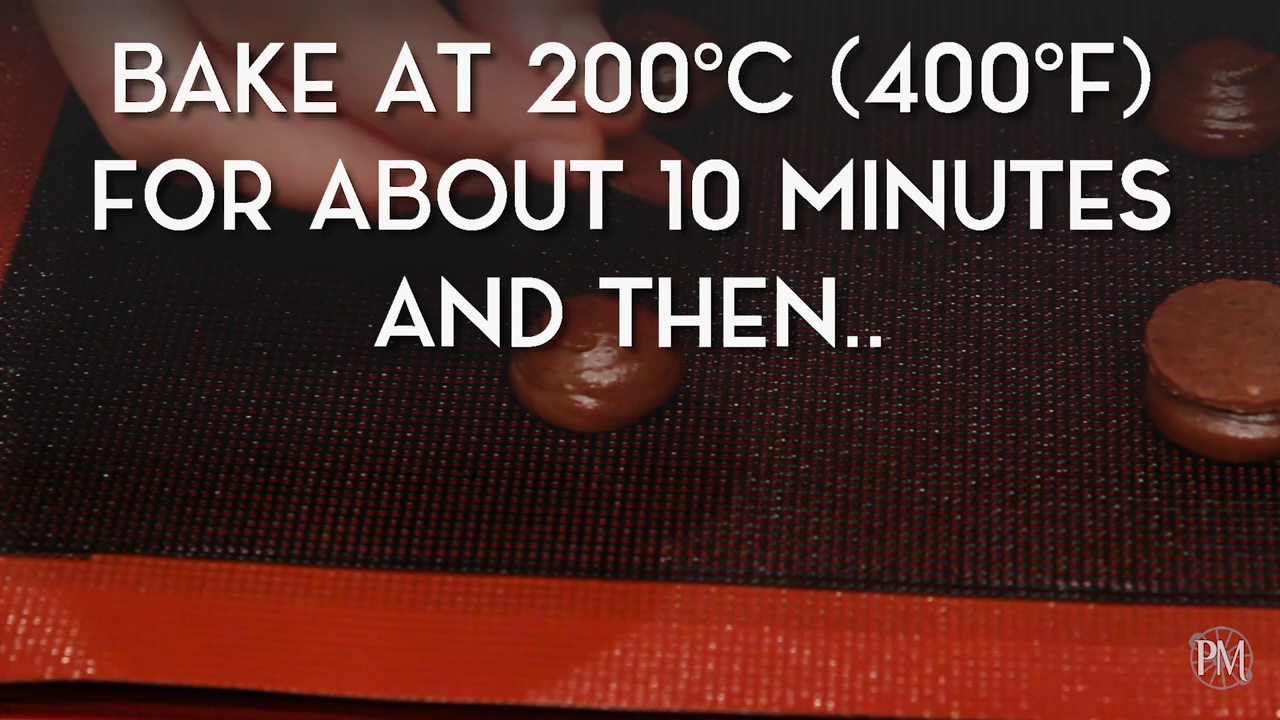 BAKE AT 200°C (400°F)
FOR ABOUT 10 MINUTES
AND THEN..
PM